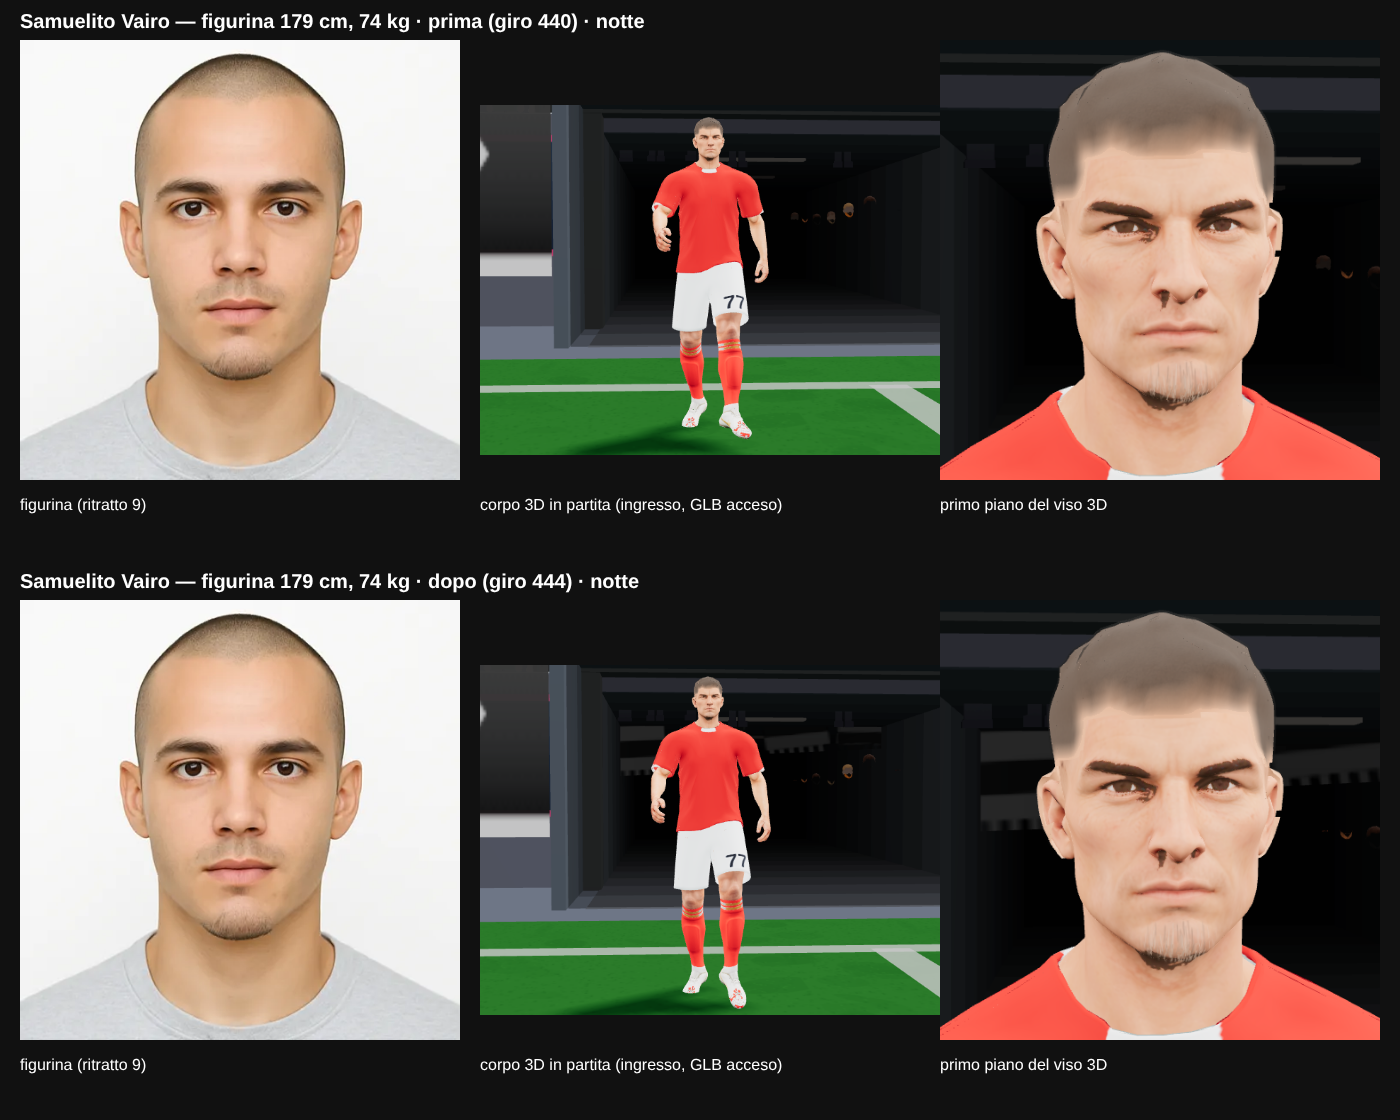 Samuelito Vairo — figurina 179 cm, 74 kg · prima (giro 440) · notte
77
figurina (ritratto 9)
corpo 3D in partita (ingresso, GLB acceso)
primo piano del viso 3D
Samuelito Vairo — figurina 179 cm, 74 kg · dopo (giro 444) · notte
77
figurina (ritratto 9)
corpo 3D in partita (ingresso, GLB acceso)
primo piano del viso 3D